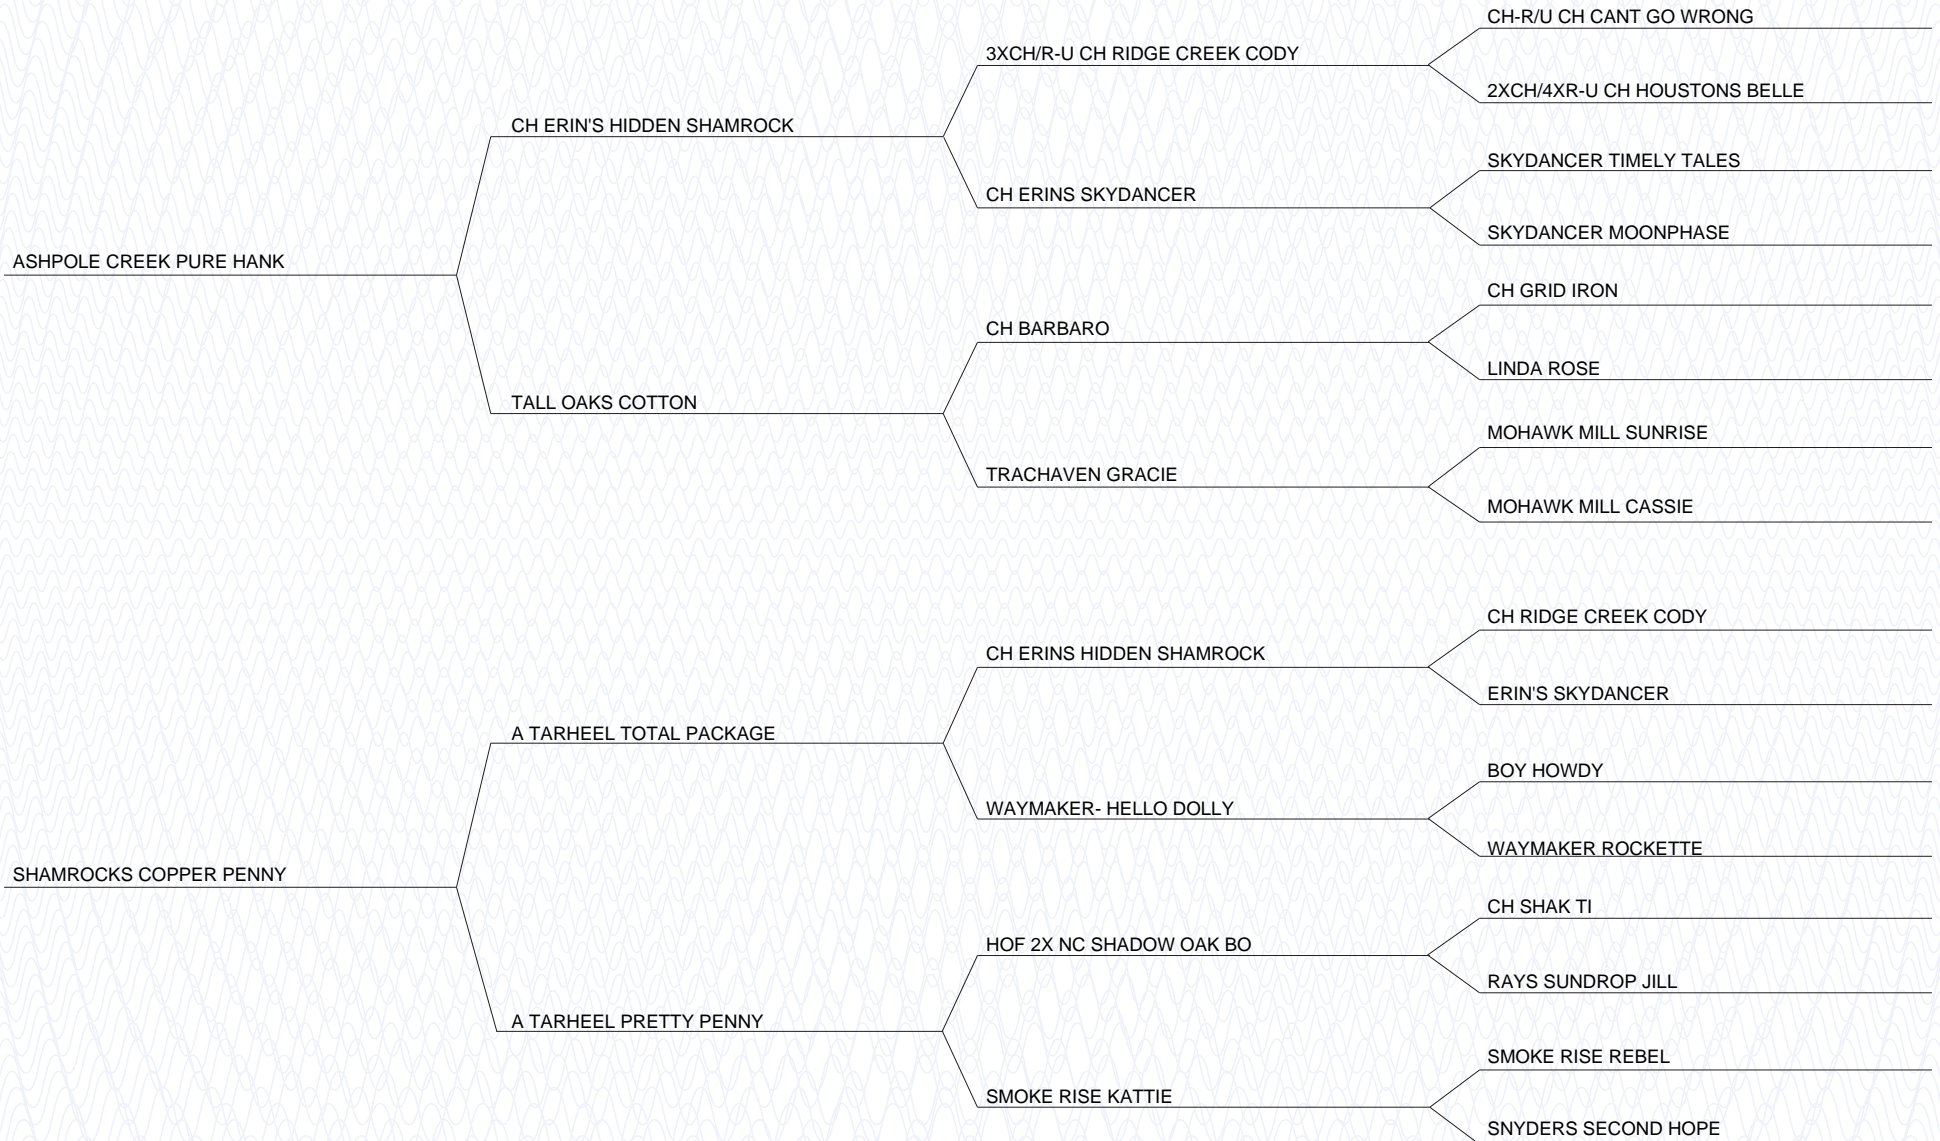 CH-R/U CH CANT GO WRONG
3XCH/R-U CH RIDGE CREEK CODY
2XCH/4XR-U CH HOUSTONS BELLE
CH ERIN'S HIDDEN SHAMROCK
SKYDANCER TIMELY TALES
CH ERINS SKYDANCER
SKYDANCER MOONPHASE
ASHPOLE CREEK PURE HANK
CH GRID IRON
CH BARBARO
LINDA ROSE
TALL OAKS COTTON
MOHAWK MILL SUNRISE
TRACHAVEN GRACIE
MOHAWK MILL CASSIE
CH RIDGE CREEK CODY
CH ERINS HIDDEN SHAMROCK
ERIN'S SKYDANCER
A TARHEEL TOTAL PACKAGE
BOY HOWDY
WAYMAKER- HELLO DOLLY
WAYMAKER ROCKETTE
SHAMROCKS COPPER PENNY
CH SHAK TI
HOF 2X NC SHADOW OAK BO
RAYS SUNDROP JILL
A TARHEEL PRETTY PENNY
SMOKE RISE REBEL
SMOKE RISE KATTIE
SNYDERS SECOND HOPE